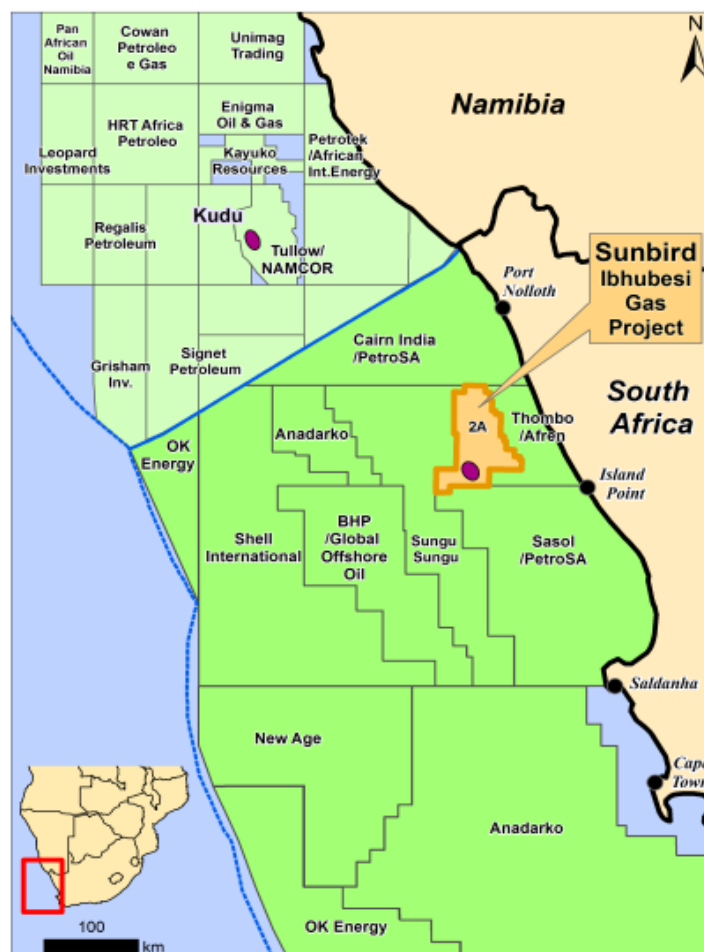 Pan
African
Oil
Namibia
Cowan
Petroleo
e Gas
Unimag
Trading
N
Namibia
HRT Africa
Petroleo
Enigma
Oil & Gas
Leopard
Investments
Kayuko
Resources
Petrotek
/African
Int.Energy
Regalis
Petroleum
Kudu
Tullow/
NAMCOR
Sunbird
Ibhubesi
Gas
Project
Port
Nolloth
Grisham
Inv.
Signet
Petroleum
Cairn India
/PetroSA
South
Africa
OK
Energy
Anadarko
2A
Thombo
/Afren
Island
Point
Shell
International
BHP
/Global
Offshore
Oil
Sungu
Sungu
Sasol
/PetroSA
Saldanha
New Age
Cape
Town
Anadarko
OK Energy
100
km